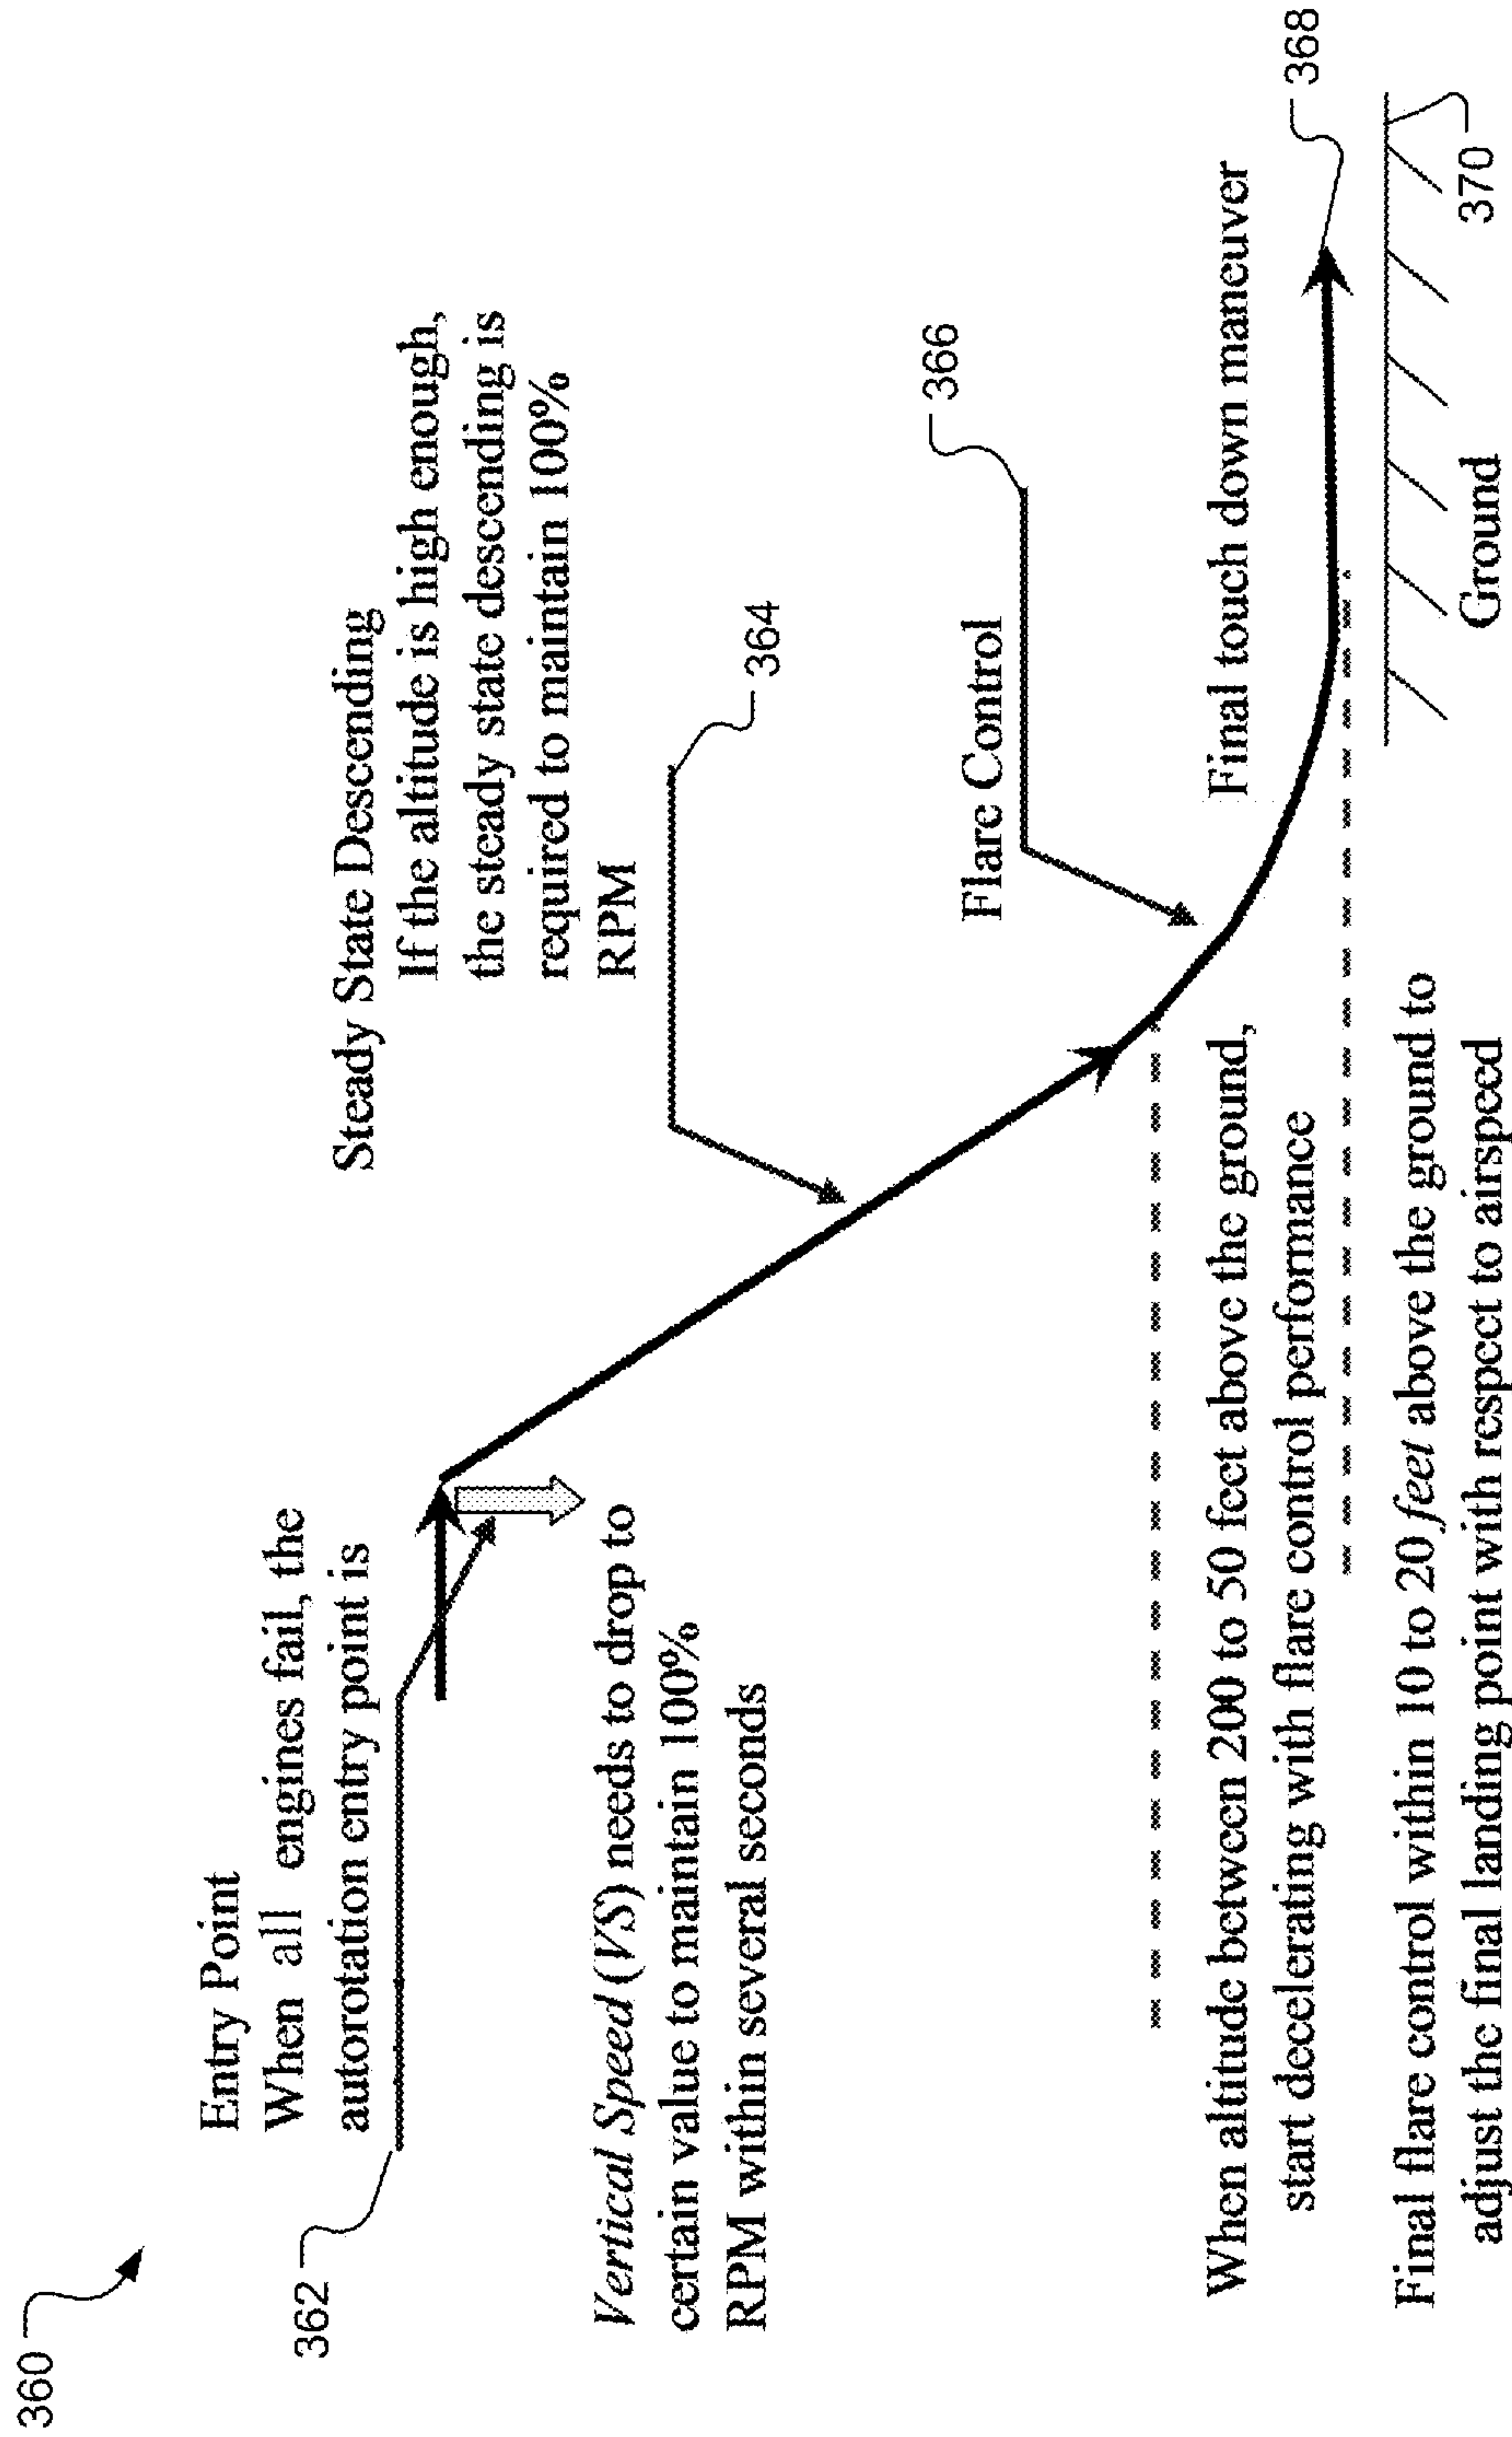 360
Entry Point
When all engines fail, the
autorotation entry point is
362
Vertical Speed (VS) needs to drop to
certain value to maintain 100%
RPM within several seconds
Steady State Descending
If the altitude is high enough,
the steady state descending is
required to maintain 100%
RPM
364
366
Flare Control
When altitude between 200 to 50 feet above the ground,
start decelerating with flare control performance
Final touch down maneuver
368
Final flare control within 10 to 20 feet above the ground to
adjust the final landing point with respect to airspeed
Ground
370